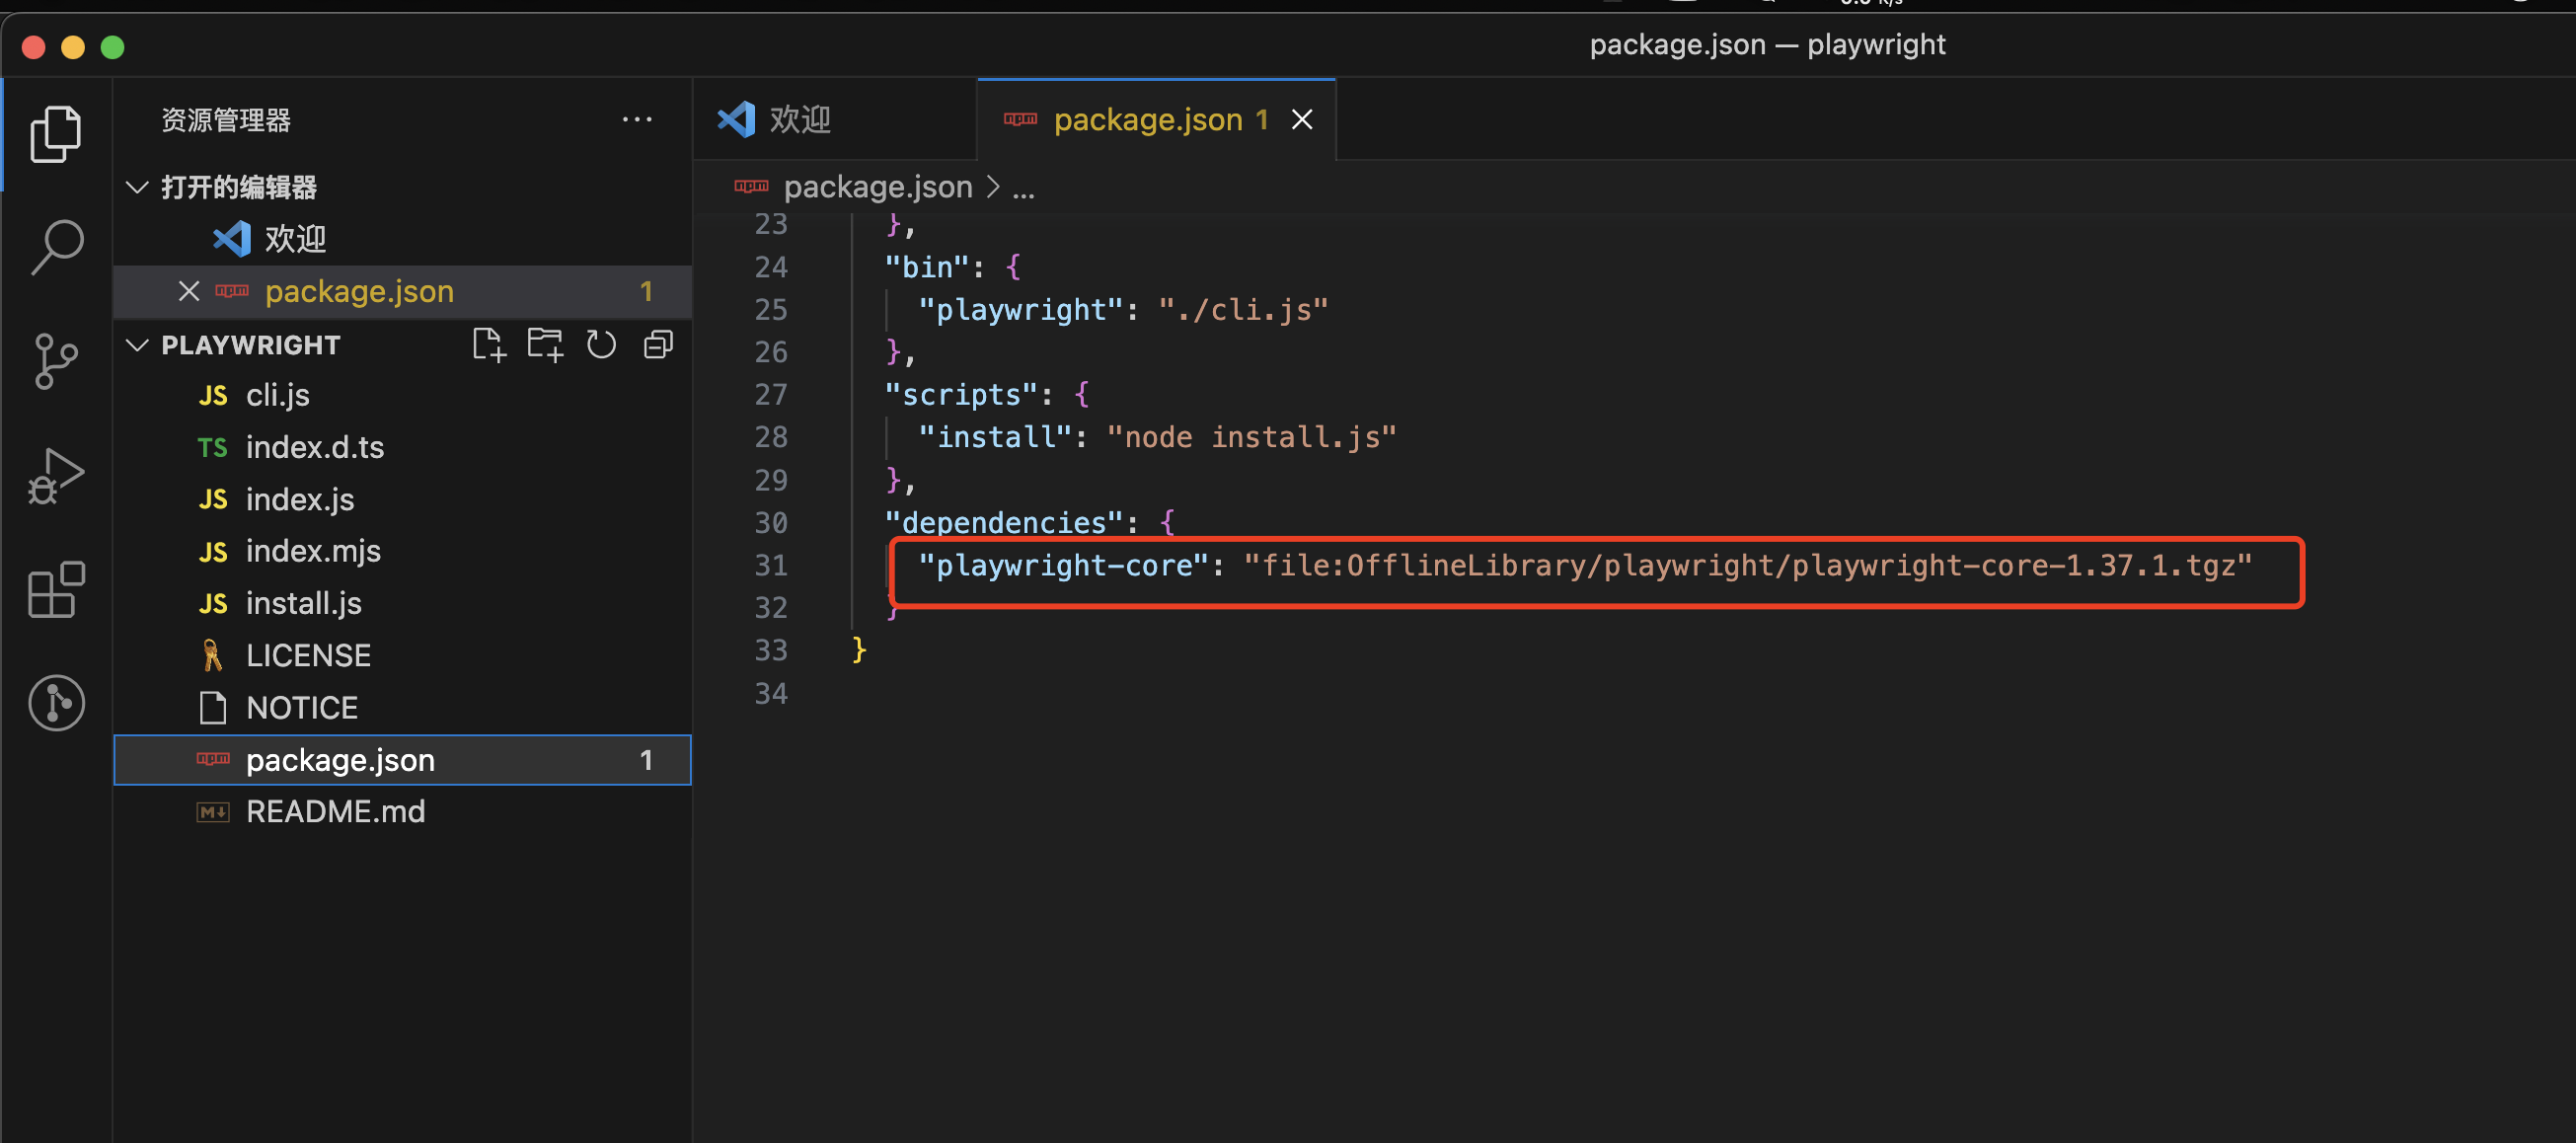 package.json — playwright
资源管理器
欢迎
package.json 1
打开的编辑器
欢迎
package.json 1
PLAYWRIGHT
JS cli.js
TS index.d.ts
JS index.js
JS index.mjs
JS install.js
LICENSE
NOTICE
package.json 1
README.md
package.json > ...
23 },
24 "bin": {
25 "playwright": "./cli.js"
26 },
27 "scripts": {
28 "install": "node install.js"
29 },
30 "dependencies": {
31 "playwright-core": "file:OfflineLibrary/playwright/playwright-core-1.37.1.tgz"
32 }
33 }
34